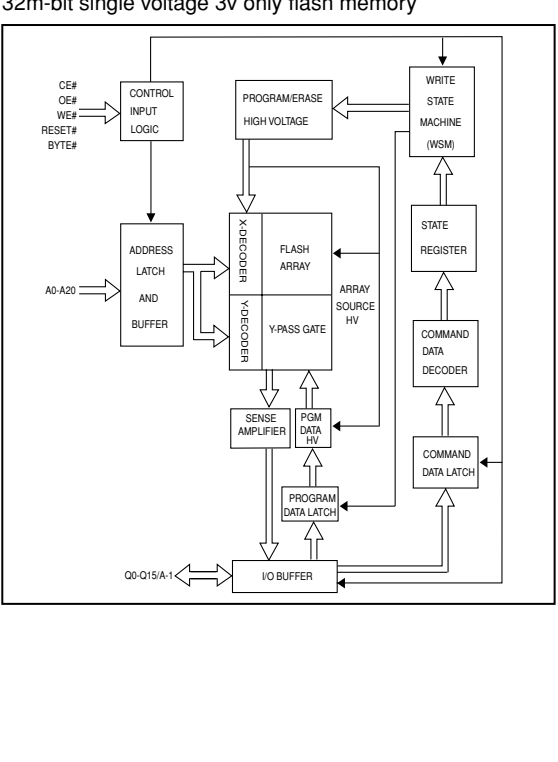 32m-bit single voltage 3v only flash memory
CE#
OE#
WE#
RESET#
BYTE#
CONTROL
INPUT
LOGIC
PROGRAM/ERASE
HIGH VOLTAGE
WRITE
STATE
MACHINE
(WSM)
A0-A20
ADDRESS
LATCH
AND
BUFFER
X-DECODER
FLASH
ARRAY
Y-DECODER
Y-PASS GATE
ARRAY
SOURCE
HV
STATE
REGISTER
COMMAND
DATA
DECODER
SENSE
AMPLIFIER
PGM
DATA
HV
COMMAND
DATA LATCH
PROGRAM
DATA LATCH
Q0-Q15/A-1
I/O BUFFER